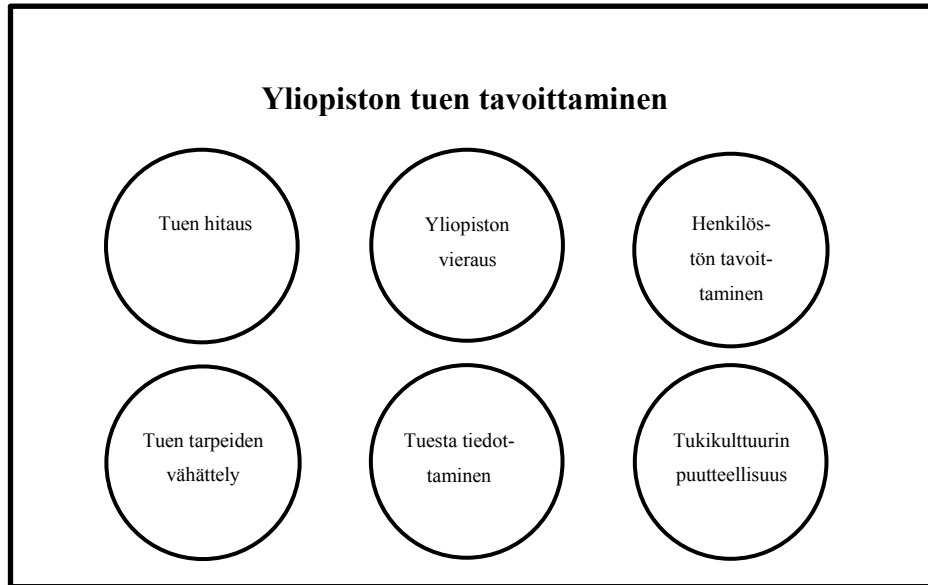 Yliopiston tuen tavoittaminen
Tuen hitaus
Yliopiston
vieraus
Henkilös-
tön tavoit-
taminen
Tuen tarpeiden
vähättely
Tuesta tiedot-
taminen
Tukikulttuurin
puutteellisuus